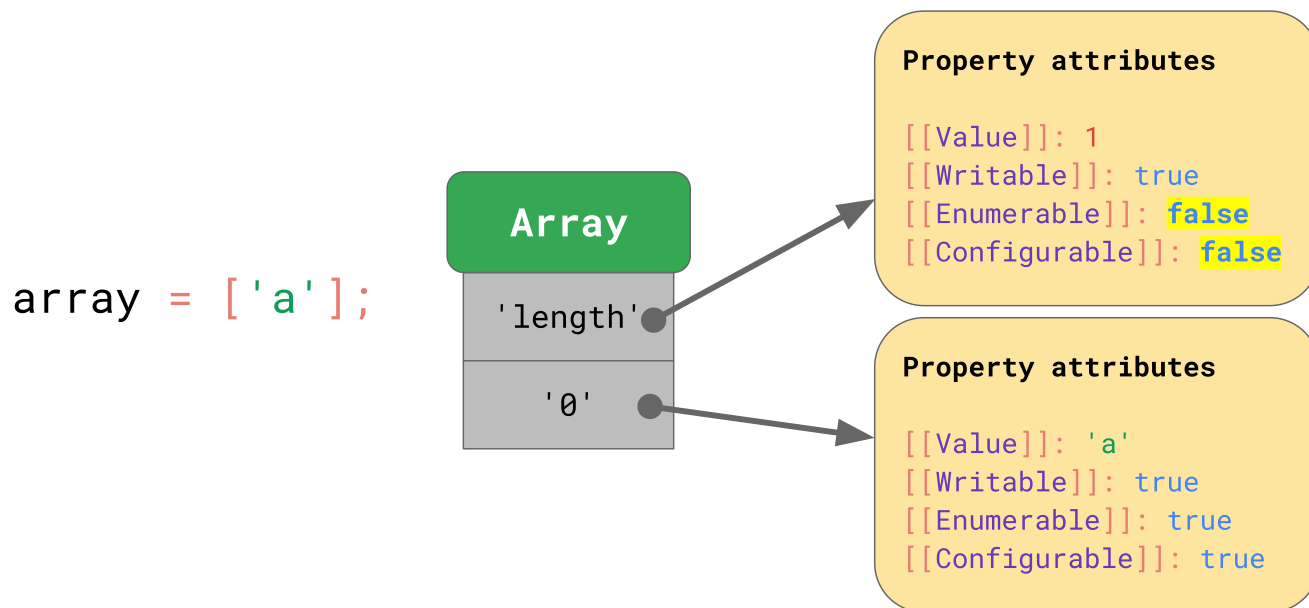 array = ['a'];
Array
'length'
'0'
Property attributes
[[Value]]: 1
[[Writable]]: true
[[Enumerable]]: false
[[Configurable]]: false
Property attributes
[[Value]]: 'a'
[[Writable]]: true
[[Enumerable]]: true
[[Configurable]]: true